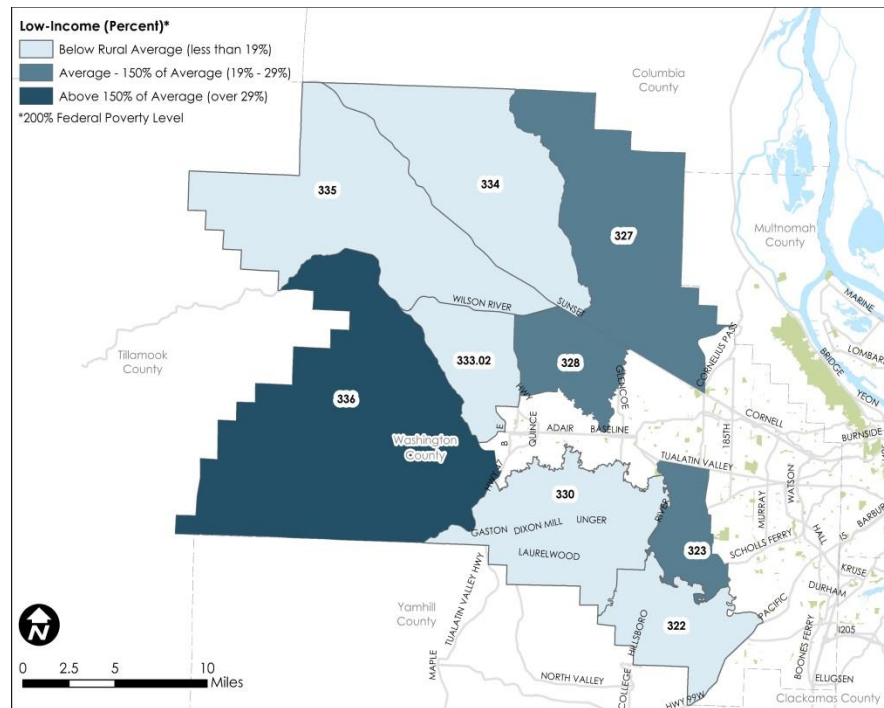 Low-Income (Percent)*
Below Rural Average (less than 19%)
Average - 150% of Average (19% - 29%)
Above 150% of Average (over 29%)
*200% Federal Poverty Level
Columbia
County
335
334
327
Multnomah
County
MARINE
WILSON RIVER
SUNSET
CORNELIUS PASS
LOMBARD
BRIDGE
Tillamook
County
333.02
328
GLENCOE
YEON
336
HWY
CORNELL
Washington
County
B
E
QUINCE
ADAIR
BASELINE
185TH
BURNSIDE
HWY 47
TUALATIN VALLEY
330
RIVER
MURRAY
WATSON
HALL
BARBUR
GASTON
DIXON MILL
UNGER
323
SCHOLLS FERRY
IS.
LAURELWOOD
KRUSE
DURHAM
Yamhill
County
TUALATIN VALLEY HWY
HILLSBORO
322
PACIFIC
I205
BOONES FERRY
N
MAPLE
NORTH VALLEY
COLLEGE
HWY 99W
ELLIGSEN
Clackamas County
0 2.5 5 10
Miles